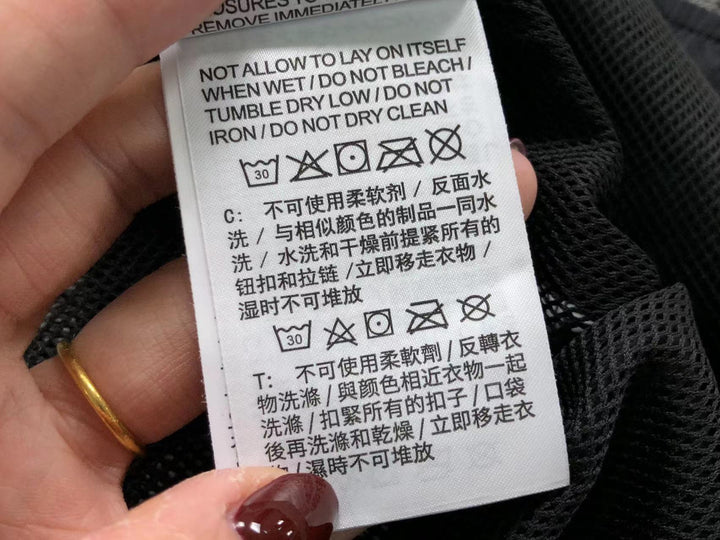 OSURES TO
REMOVE IMMEDIATELY
NOT ALLOW TO LAY ON ITSELF
WHEN WET / DO NOT BLEACH /
TUMBLE DRY LOW / DO NOT
IRON / DO NOT DRY CLEAN
30
C: 不可使用柔软剂 / 反面水
洗 / 与相似颜色的制品一同水
洗 / 水洗和干燥前提紧所有的
钮扣和拉链 /立即移走衣物 /
湿时不可堆放
30
T: 不可使用柔軟劑 / 反轉衣
物洗滌 / 與颜色相近衣物一起
洗滌 / 扣緊所有的扣子 / 口袋
後再洗滌和乾燥 / 立即移走衣
物 / 濕時不可堆放